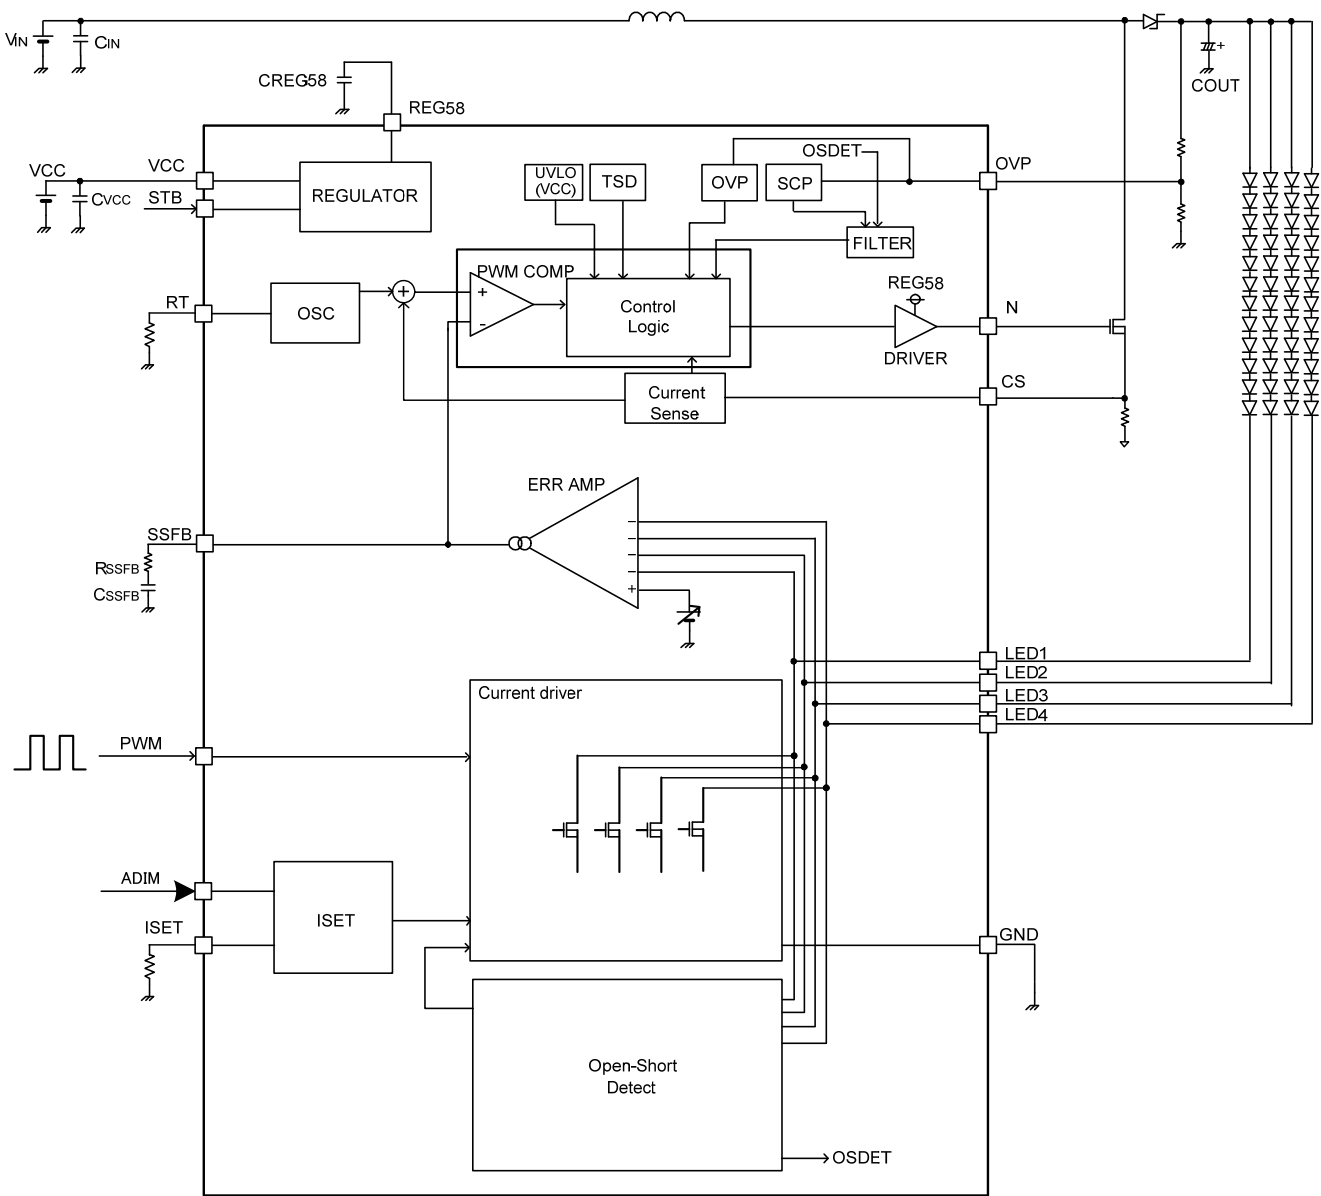 VIN
CIN
COUT
CREG58
REG58
VCC
VCC
CVCC
STB
REGULATOR
UVLO
(VCC)
TSD
OVP
SCP
OSDET
OVP
FILTER
PWM COMP
+
-
Control
Logic
RT
OSC
+
REG58
DRIVER
N
CS
Current
Sense
ERR AMP
SSFB
RSSFB
CSSFB
−
−
−
−
+
LED1
LED2
LED3
LED4
Current driver
PWM
ADIM
ISET
ISET
GND
Open-Short
Detect
OSDET
+